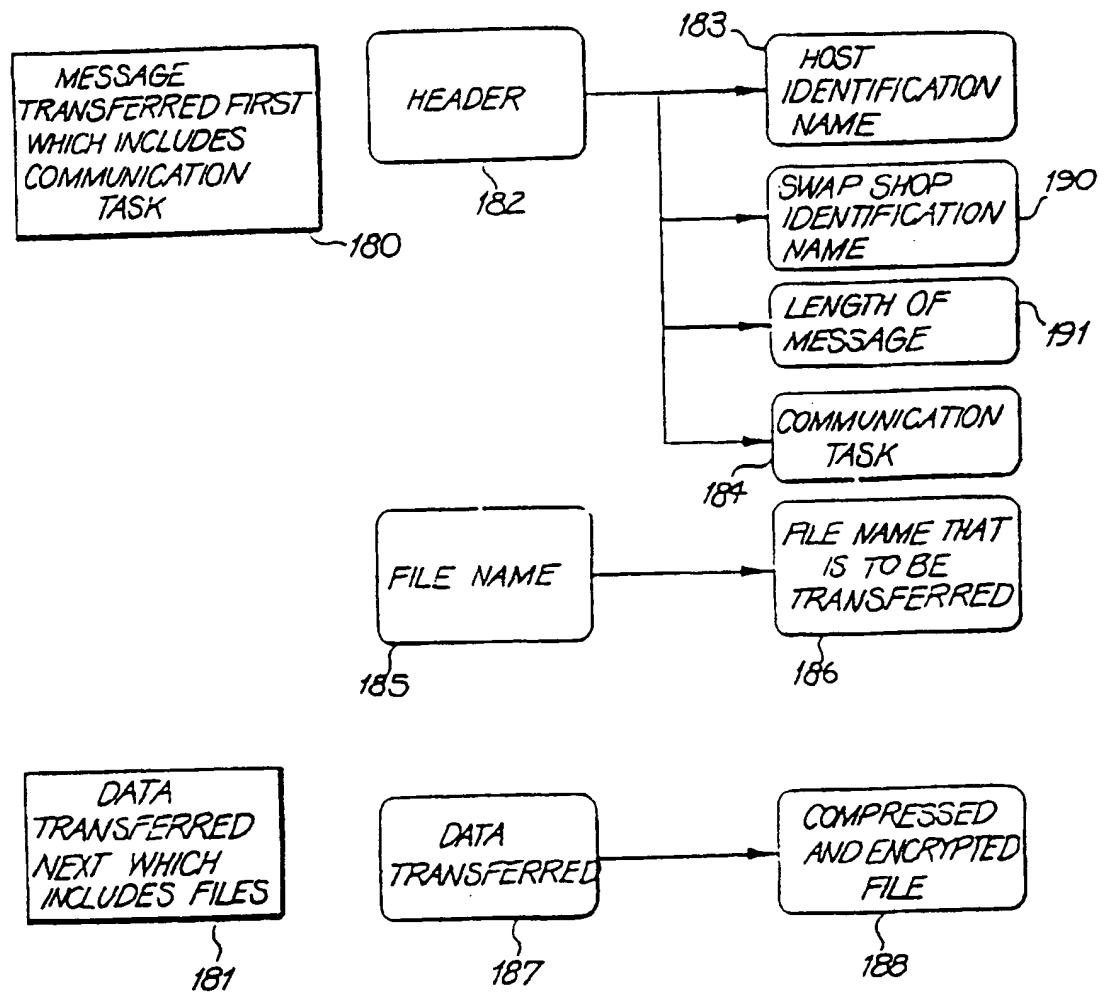 MESSAGE
TRANSFERRED FIRST
WHICH INCLUDES
COMMUNICATION
TASK
180
HEADER
182
183
HOST
IDENTIFICATION
NAME
SWAP SHOP
IDENTIFICATION
NAME
190
LENGTH OF
MESSAGE
191
COMMUNICATION
TASK
184
FILE NAME
185
FILE NAME THAT
IS TO BE
TRANSFERRED
186
DATA
TRANSFERRED
NEXT WHICH
INCLUDES FILES
181
DATA
TRANSFERRED
187
COMPRESSED
AND ENCRYPTED
FILE
188